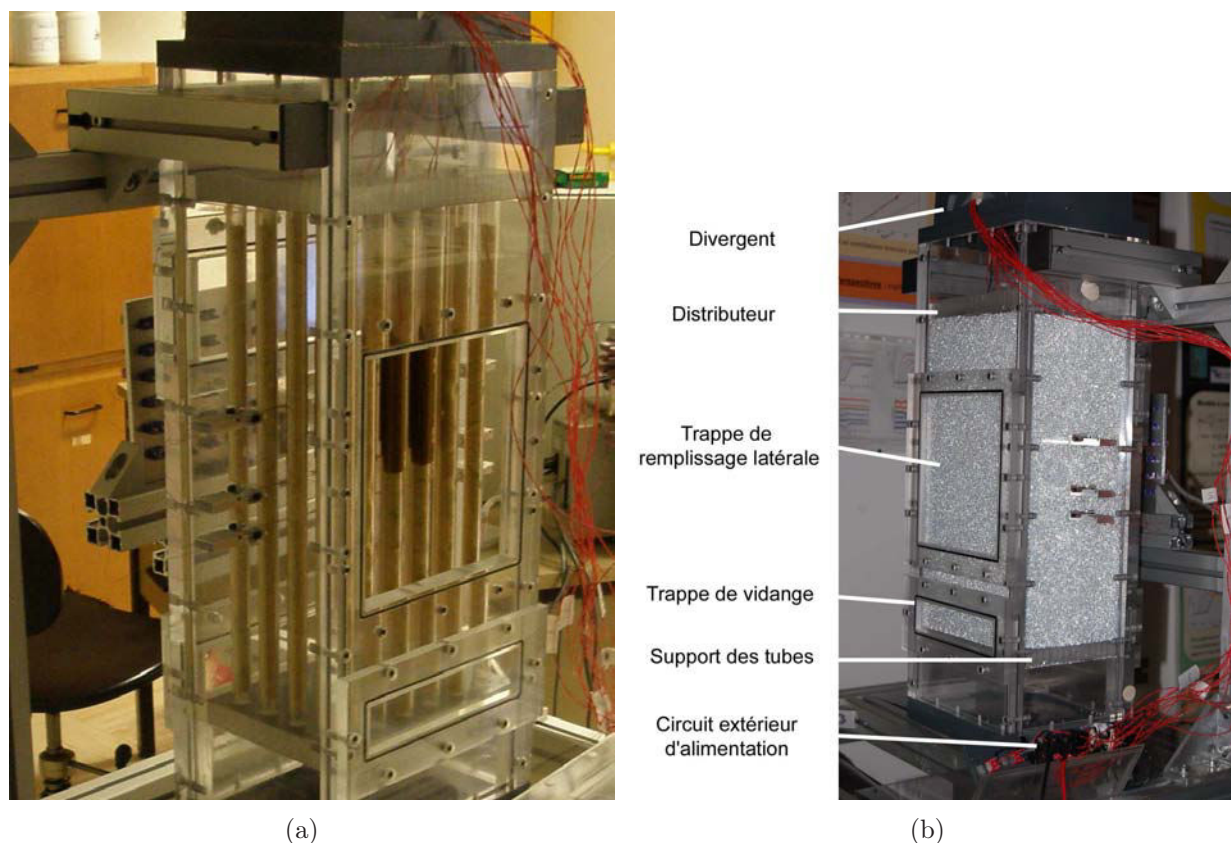 Divergent
Distributeur
Trappe de
remplissage latérale
Trappe de vidange
Support des tubes
Circuit extérieur
d'alimentation
(a)
(b)